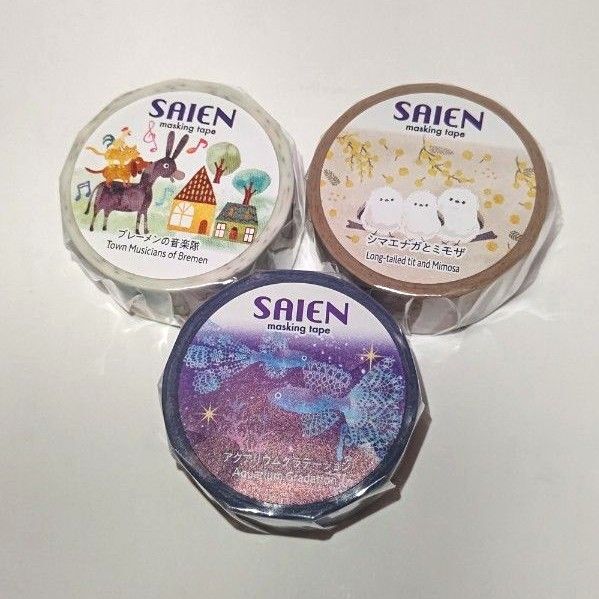 SAIEN
masking tape
ブレーメンの音楽隊
Town Musicians of Bremen
SAIEN
masking tape
シマエナガとミモザ
Long-tailed tit and Mimosa
SAIEN
masking tape
アクアリウムグラデーション
Aquarium Gradation